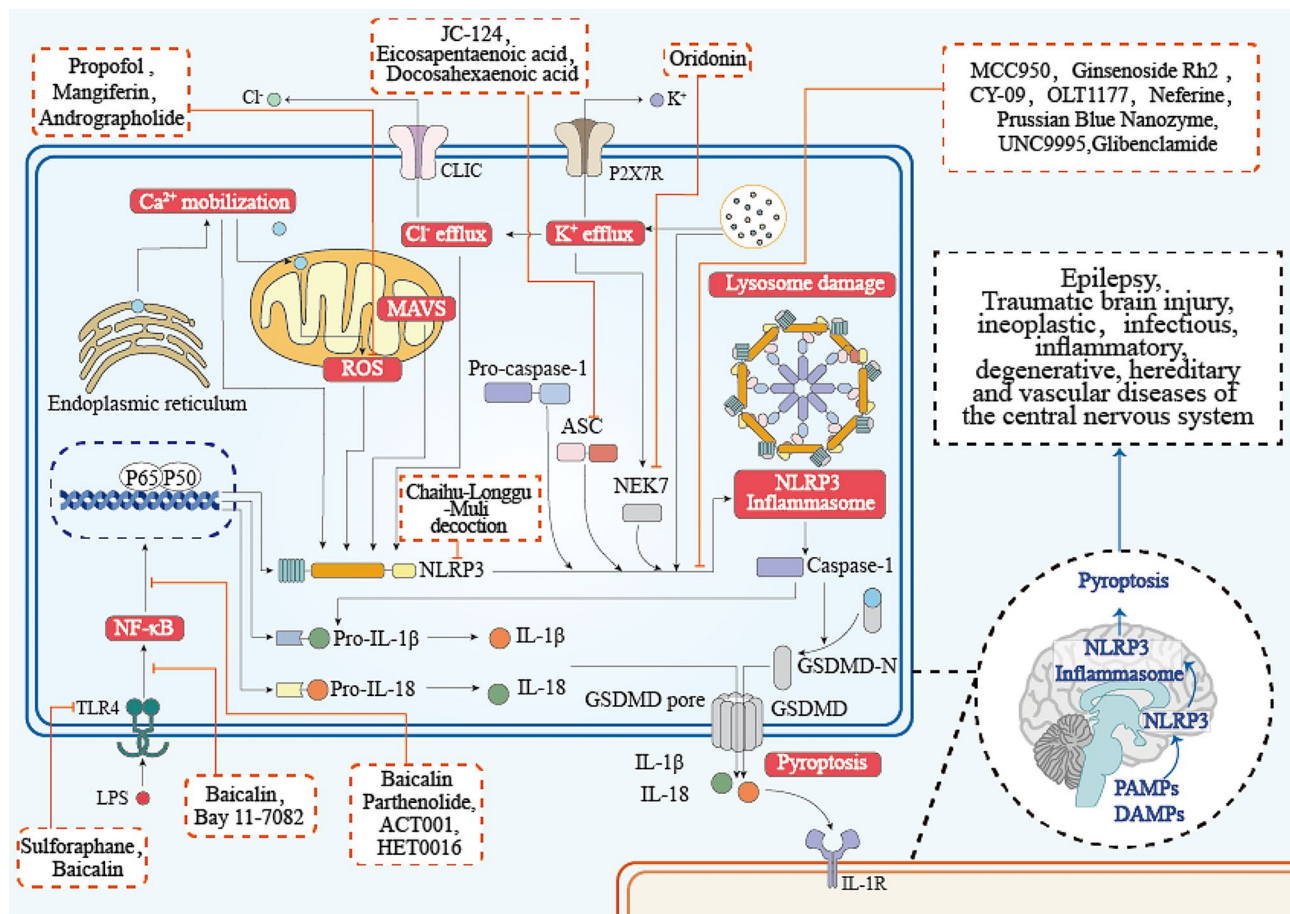 JC-124,
Eicosapentaenoic acid,
Docosahexaenoic acid
Propofol ,
Mangiferin,
Andrographolide
Oridonin
MCC950, Ginsenoside Rh2 ,
CY-09, OLT1177, Neferine,
Prussian Blue Nanozyme,
UNC9995,Glibenclamide
Cl⁻
K⁺
CLIC
P2X7R
Ca²⁺ mobilization
Cl⁻ efflux
K⁺ efflux
Lysosome damage
MAVS
ROS
Endoplasmic reticulum
Pro-caspase-1
ASC
NEK7
NLRP3
Inflammasome
Epilepsy,
Traumatic brain injury,
ineoplastic, infectious,
inflammatory,
degenerative, hereditary
and vascular diseases of
the central nervous system
P65
P50
Chaihu-Longgu
-Muli
decoction
NLRP3
Caspase-1
NF-κB
Pro-IL-1β
IL-1β
Pro-IL-18
IL-18
GSDMD-N
GSDMD pore
GSDMD
TLR4
LPS
IL-1β
IL-18
Pyroptosis
IL-1R
Sulforaphane,
Baicalin
Baicalin,
Bay 11-7082
Baicalin
Parthenolide,
ACT001,
HET0016
Pyroptosis
NLRP3
Inflammasome
NLRP3
PAMPs
DAMPs